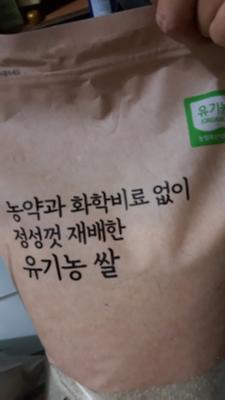 유기농
농약과 화학비료 없이
정성껏 재배한
유기농 쌀